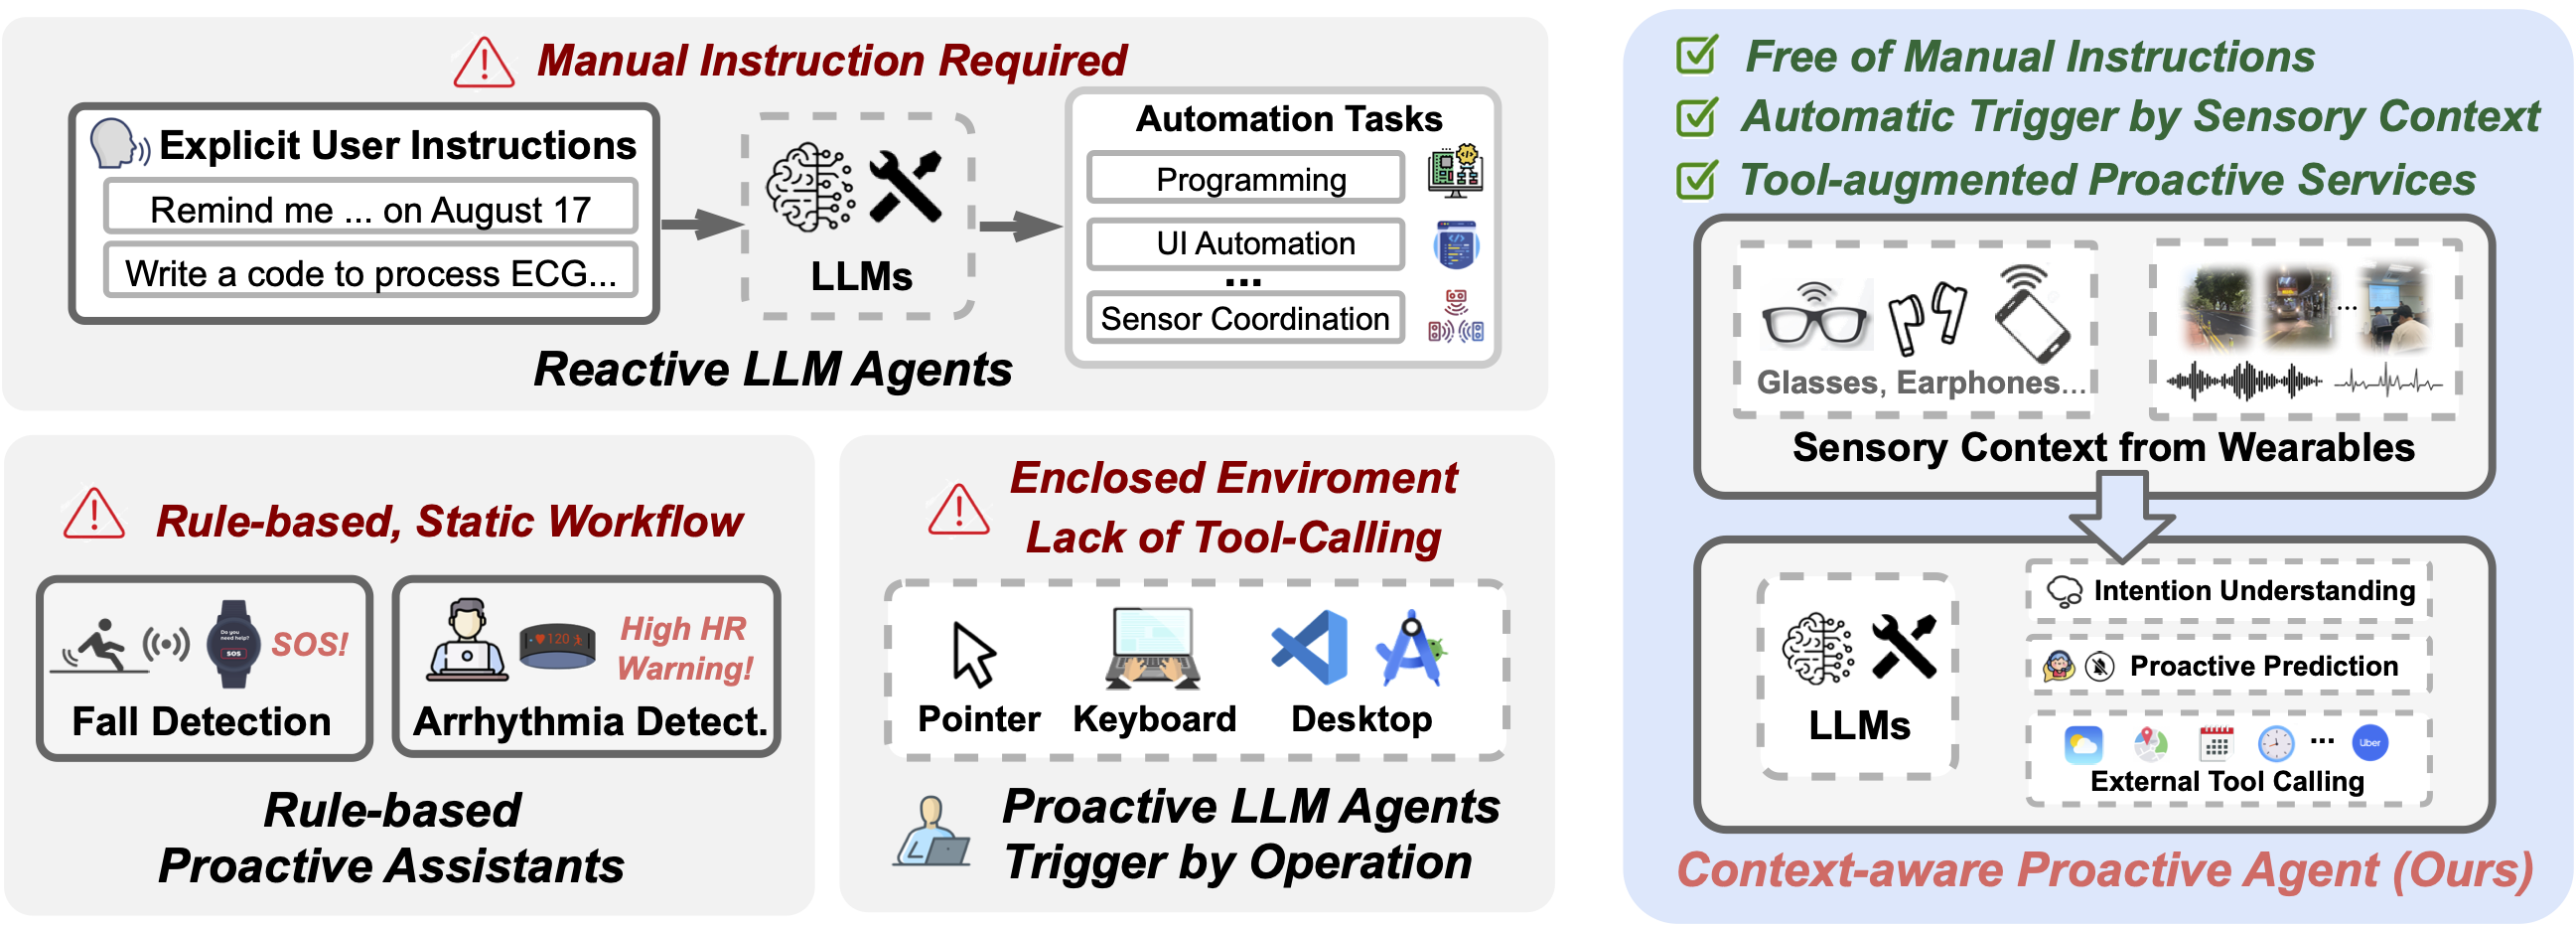 Manual Instruction Required
Explicit User Instructions
Remind me ... on August 17
Write a code to process ECG...
LLMs
Automation Tasks
Programming
UI Automation
...
Sensor Coordination
Reactive LLM Agents
Rule-based, Static Workflow
Do you
need help?
SOS
SOS!
Fall Detection
120
High HR
Warning!
Arrhythmia Detect.
Rule-based
Proactive Assistants
Enclosed Enviroment
Lack of Tool-Calling
Pointer
Keyboard
Desktop
Proactive LLM Agents
Trigger by Operation
Free of Manual Instructions
Automatic Trigger by Sensory Context
Tool-augmented Proactive Services
Glasses, Earphones...
...
Sensory Context from Wearables
LLMs
Intention Understanding
Proactive Prediction
...
Uber
External Tool Calling
Context-aware Proactive Agent (Ours)